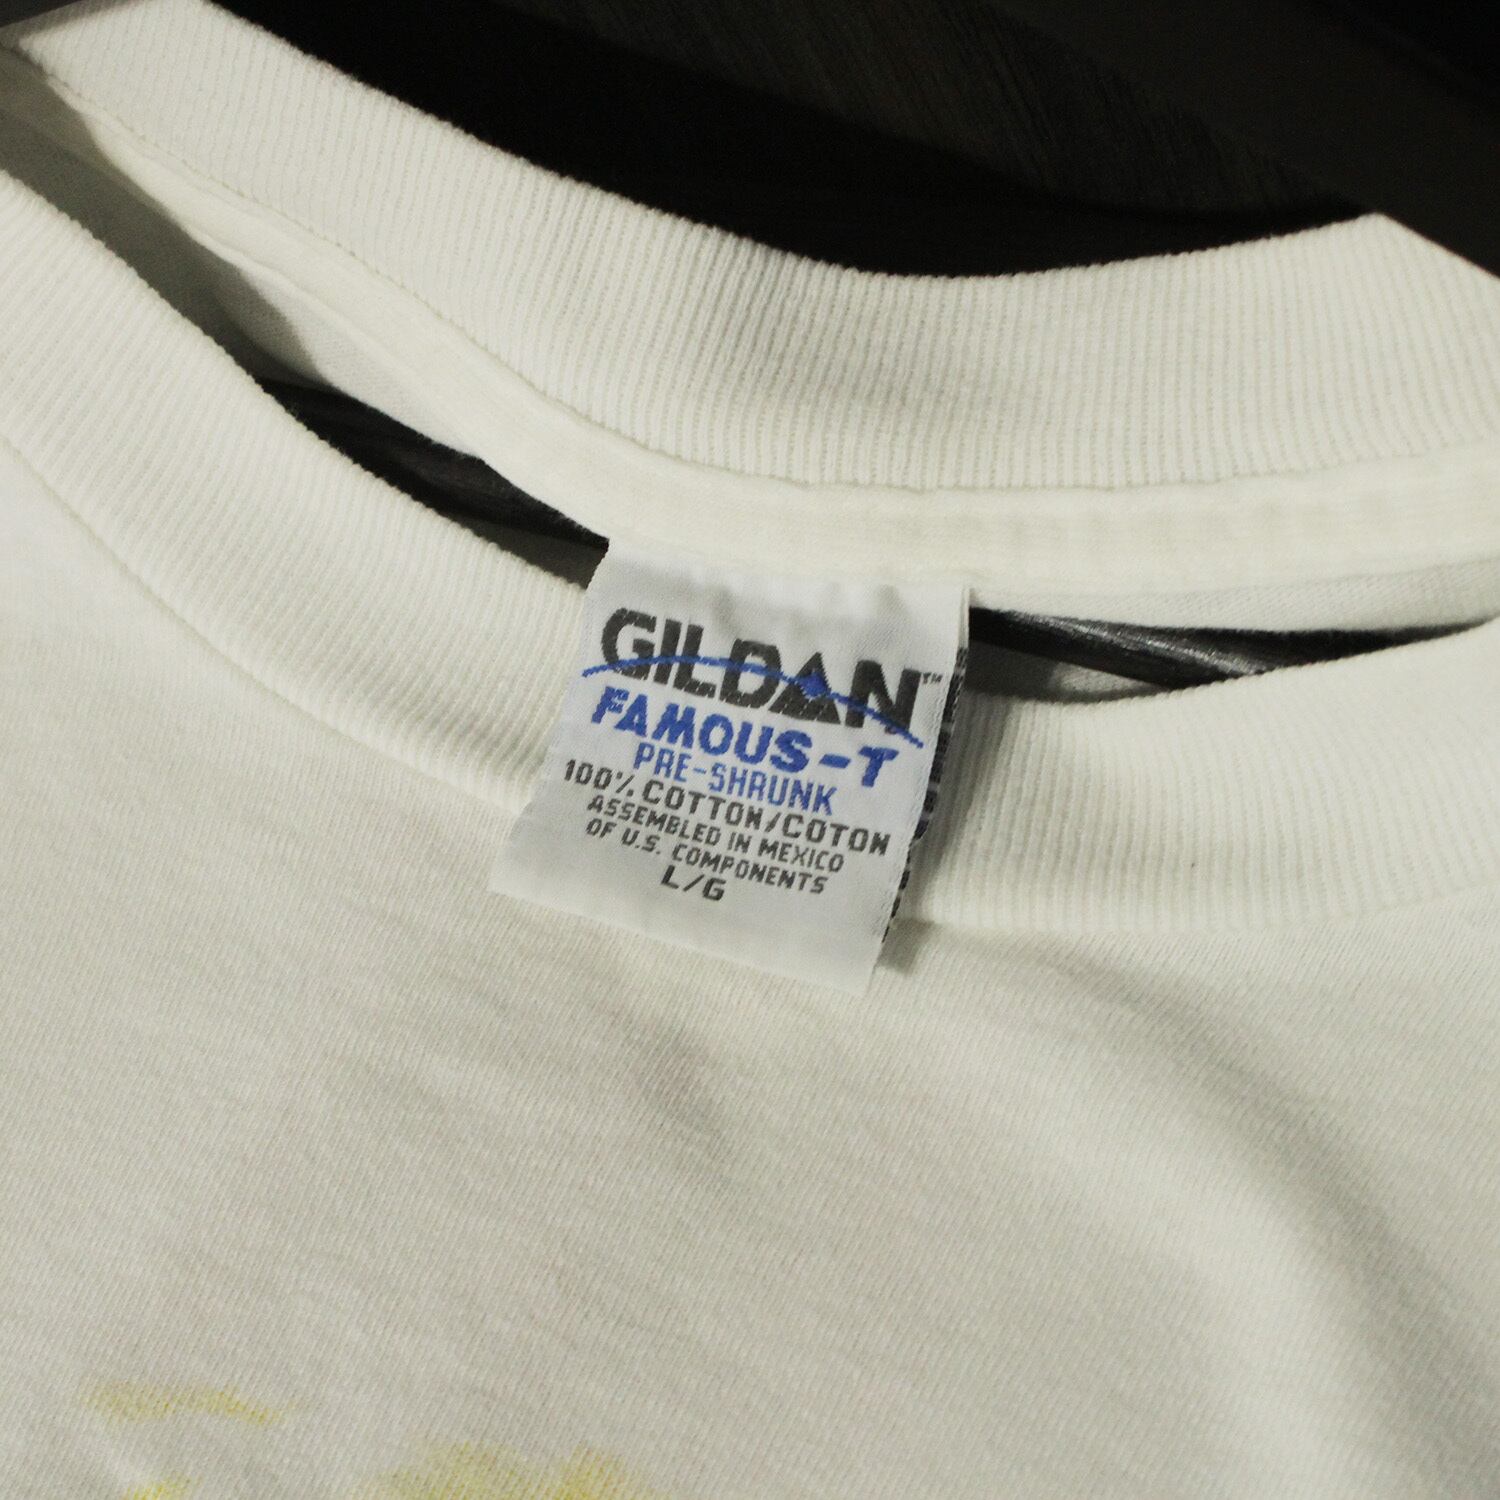 GILDAN™
FAMOUS-T
PRE-SHRUNK
100% COTTON/COTON
ASSEMBLED IN MEXICO
OF U.S. COMPONENTS
L/G